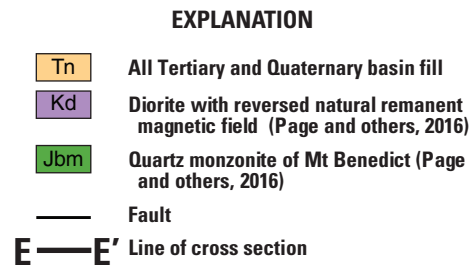 EXPLANATION
Tn All Tertiary and Quaternary basin fill
Kd Diorite with reversed natural remanent
magnetic field (Page and others, 2016)
Jbm Quartz monzonite of Mt Benedict (Page
and others, 2016)
Fault
E E’ Line of cross section